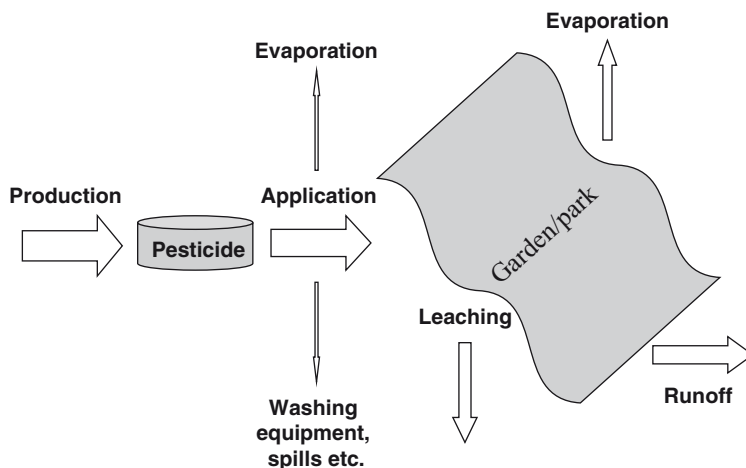 Evaporation
Evaporation
Production
Application
Pesticide
Garden/park
Leaching
Runoff
Washing
equipment,
spills etc.